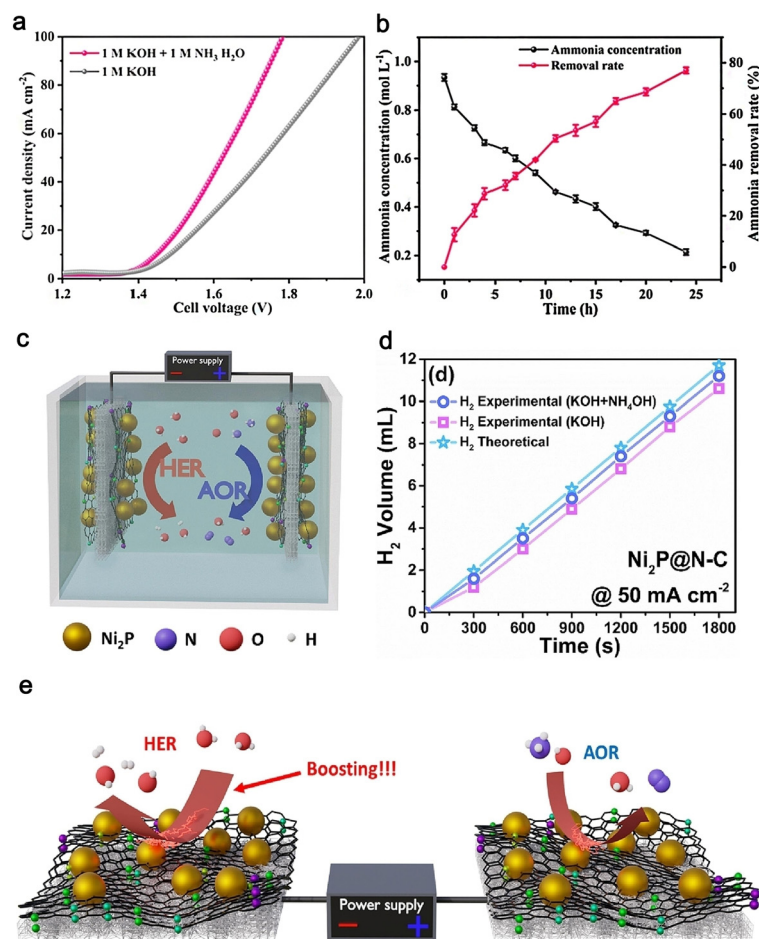 a
100
80
60
40
20
0
1.2
1.4
1.6
1.8
2.0
Current density (mA cm⁻²)
Cell voltage (V)
1 M KOH + 1 M NH₃ H₂O
1 M KOH
b
1.0
0.8
0.6
0.4
0.2
80
60
40
20
0
0
5
10
15
20
25
Ammonia concentration (mol L⁻¹)
Ammonia removal rate (%)
Time (h)
Ammonia concentration
Removal rate
c
Power supply
− +
HER
AOR
Ni₂P
N
O
H
d
(d)
12
10
8
6
4
2
0
0
300
600
900
1200
1500
1800
H₂ Volume (mL)
Time (s)
H₂ Experimental (KOH+NH₄OH)
H₂ Experimental (KOH)
H₂ Theoretical
Ni₂P@N-C
@ 50 mA cm⁻²
e
HER
Boosting!!!
AOR
Power supply
− +